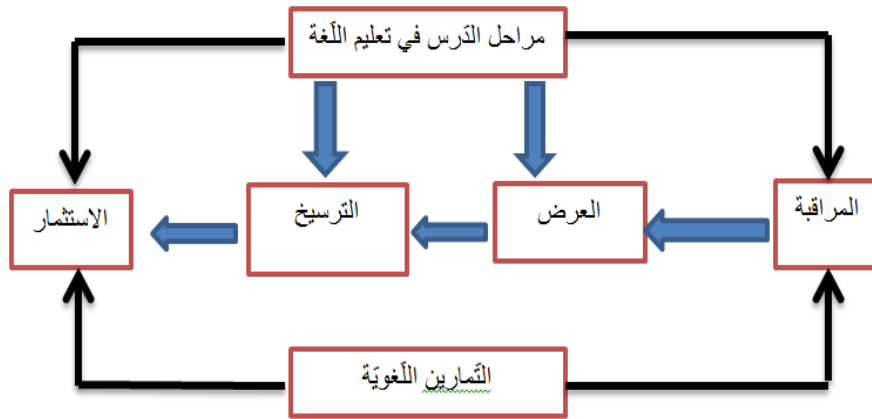 مراحل الدّرس في تعليم اللّغة
المراقبة
العرض
الترسيخ
الاستثمار
التّمارين اللّغويّة